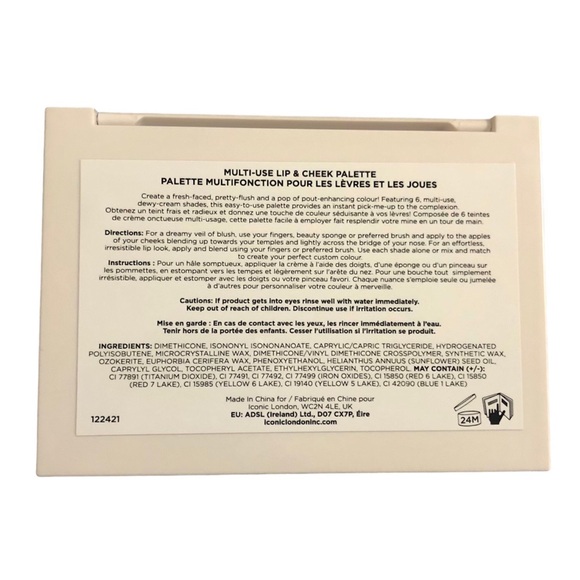 MULTI-USE LIP & CHEEK PALETTE
PALETTE MULTIFONCTION POUR LES LÈVRES ET LES JOUES
Create a fresh-faced, pretty-flush and a pop of pout-enhancing colour! Featuring 6, multi-use,
dewy-cream shades, this easy-to-use palette provides an instant pick-me-up to the complexion.
Obtenez un teint frais et radieux et donnez une touche de couleur séduisante à vos lèvres! Composée de 6 teintes
de crème onctueuse multi-usage, cette palette facile à employer fait resplendir votre mine en un tour de main.
Directions: For a dreamy veil of blush, use your fingers, beauty sponge or preferred brush and apply to the apples
of your cheeks blending up towards your temples and lightly across the bridge of your nose. For an effortless,
irresistible lip look, apply and blend using your fingers or preferred brush. Use each shade alone or mix and match
to create your perfect custom colour.
Instructions : Pour un hâle somptueux, appliquer la crème à l'aide des doigts, d'une éponge ou d'un pinceau sur
les pommettes, en estompant vers les tempes et légèrement sur l'arête du nez. Pour une bouche tout simplement
irrésistible, appliquer et estomper avec les doigts ou votre pinceau favori. Chaque nuance s'emploie seule ou jumelée
à d'autres pour personnaliser votre couleur à merveille.
Cautions: If product gets into eyes rinse well with water immediately.
Keep out of reach of children. Discontinue use if irritation occurs.
Mise en garde : En cas de contact avec les yeux, les rincer immédiatement à l'eau.
Tenir hors de la portée des enfants. Cesser l'utilisation si l'irritation se produit.
INGREDIENTS: DIMETHICONE, ISONONYL ISONONANOATE, CAPRYLIC/CAPRIC TRIGLYCERIDE, HYDROGENATED
POLYISOBUTENE, MICROCRYSTALLINE WAX, DIMETHICONE/VINYL DIMETHICONE CROSSPOLYMER, SYNTHETIC WAX,
OZOKERITE, EUPHORBIA CERIFERA WAX, PHENOXYETHANOL, HELIANTHUS ANNUUS (SUNFLOWER) SEED OIL,
CAPRYLYL GLYCOL, TOCOPHERYL ACETATE, ETHYLHEXYLGLYCERIN, TOCOPHEROL. MAY CONTAIN (+/-):
CI 77891 (TITANIUM DIOXIDE), CI 77491, CI 77492, CI 77499 (IRON OXIDES), CI 15850 (RED 6 LAKE), CI 15850
(RED 7 LAKE), CI 15985 (YELLOW 6 LAKE), CI 19140 (YELLOW 5 LAKE), CI 42090 (BLUE 1 LAKE)
Made In China for / Fabriqué en Chine pour
Iconic London, WC2N 4LE, UK
EU: ADSL (Ireland) Ltd., D07 CX7P, Éire
iconiclondoninc.com
122421
24M